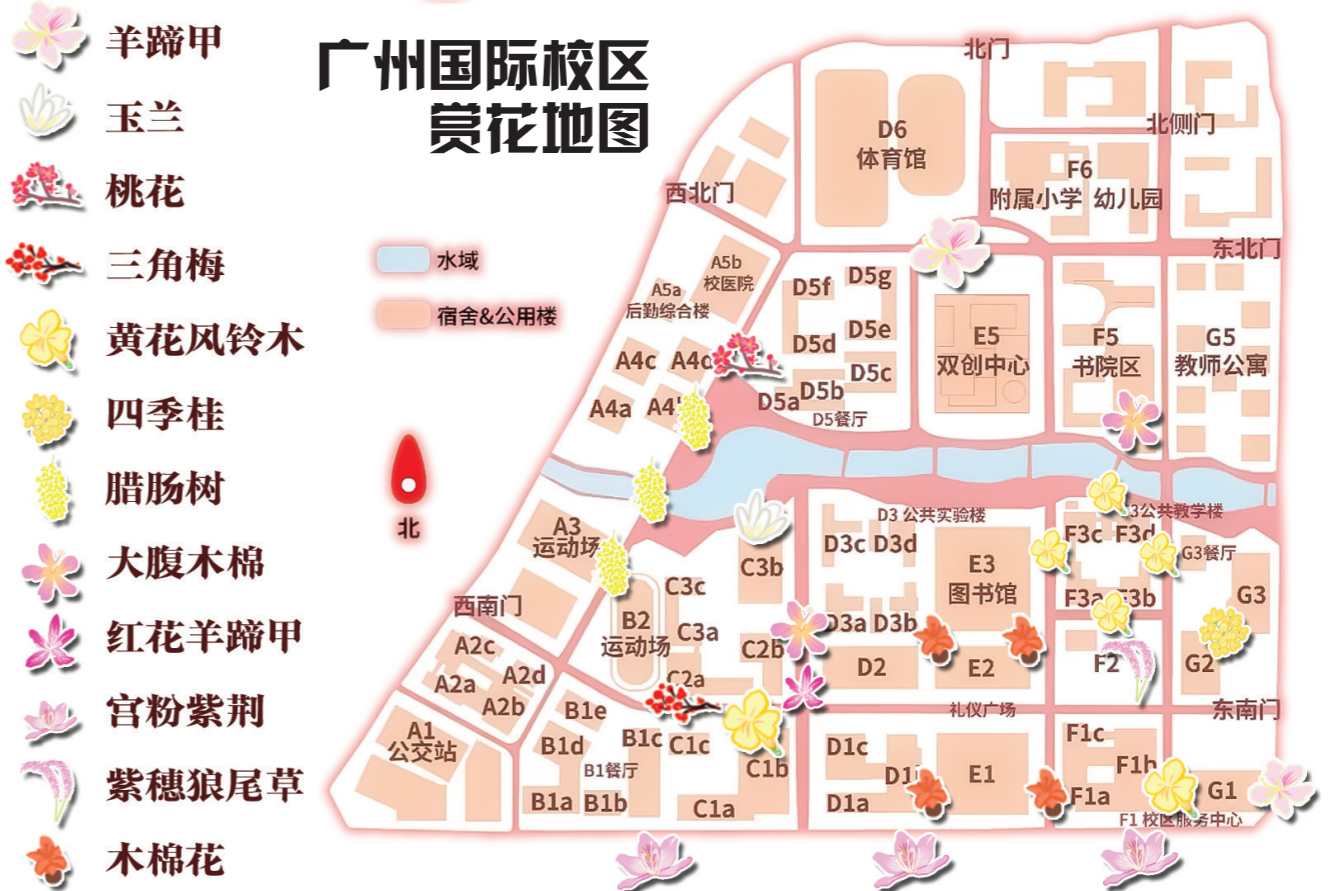 羊蹄甲
玉兰
桃花
三角梅
黄花风铃木
四季桂
腊肠树
大腹木棉
红花羊蹄甲
宫粉紫荆
紫穗狼尾草
木棉花
广州国际校区
赏花地图
水域
宿舍&公用楼
北
北门
北侧门
D6
体育馆
F6
附属小学 幼儿园
西北门
东北门
A5b
校医院
A5a
后勤综合楼
D5f
D5g
D5d
D5e
D5c
D5b
D5a
D5餐厅
E5
双创中心
F5
书院区
G5
教师公寓
A4c
A4a
A3
运动场
D3 公共实验楼
3公共教学楼
D3c
D3d
F3c
F3d
G3餐厅
C3b
C3c
E3
图书馆
F3a
F3b
G3
西南门
B2
运动场
C3a
D3a
D3b
C2b
A2c
A2a
A2d
A2b
C2a
D2
E2
F2
G2
礼仪广场
东南门
B1e
A1
公交站
B1d
B1c
C1c
B1餐厅
C1b
D1c
E1
F1c
F1b
B1a
B1b
C1a
D1a
F1a
G1
F1 校区服务中心